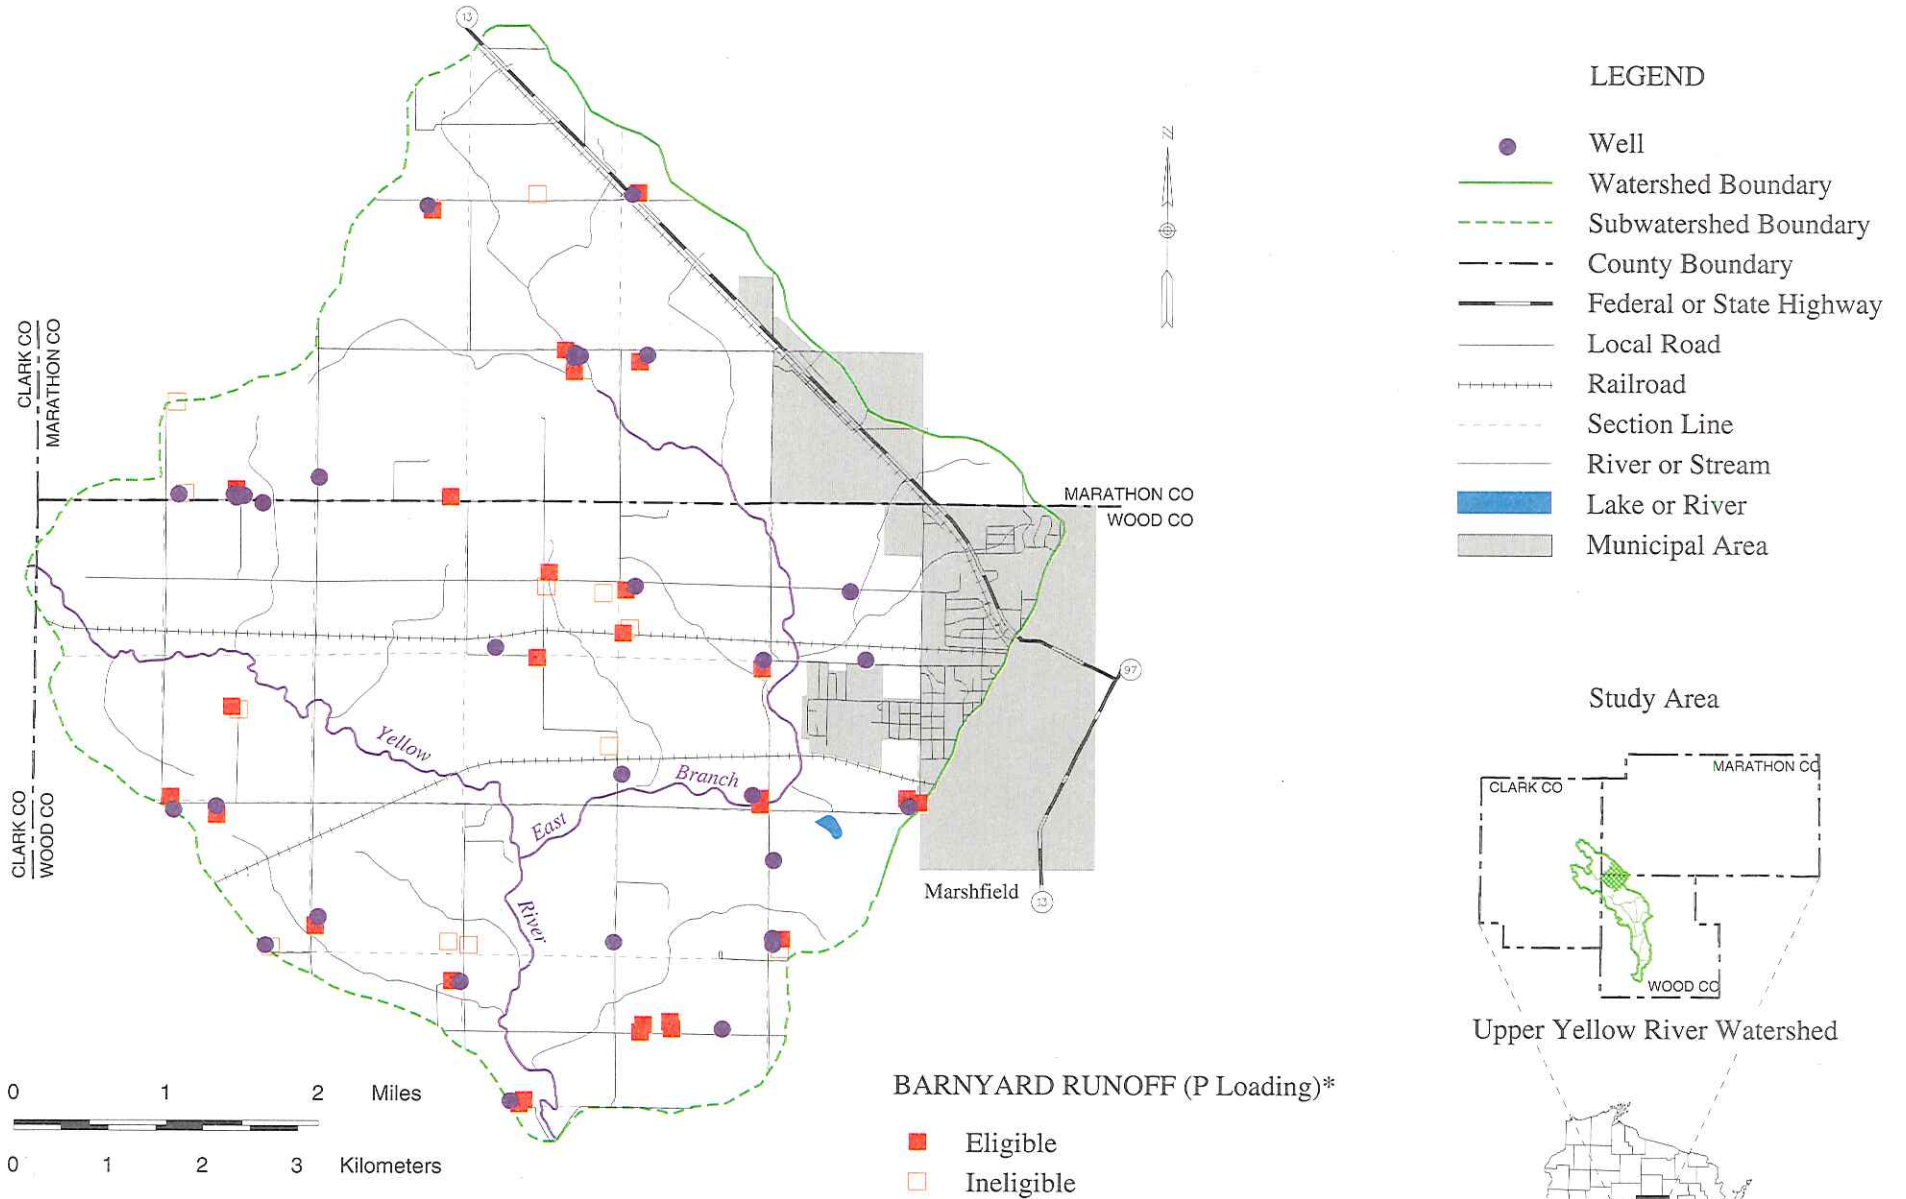 13
CLARK CO
MARATHON CO
MARATHON CO
WOOD CO
97
Yellow
Branch
East
River
CLARK CO
WOOD CO
Marshfield
13
0 1 2 Miles
0 1 2 3 Kilometers
N
LEGEND
Well
Watershed Boundary
Subwatershed Boundary
County Boundary
Federal or State Highway
Local Road
Railroad
Section Line
River or Stream
Lake or River
Municipal Area
Study Area
MARATHON CO
CLARK CO
WOOD CO
Upper Yellow River Watershed
BARNYARD RUNOFF (P Loading)*
Eligible
Ineligible